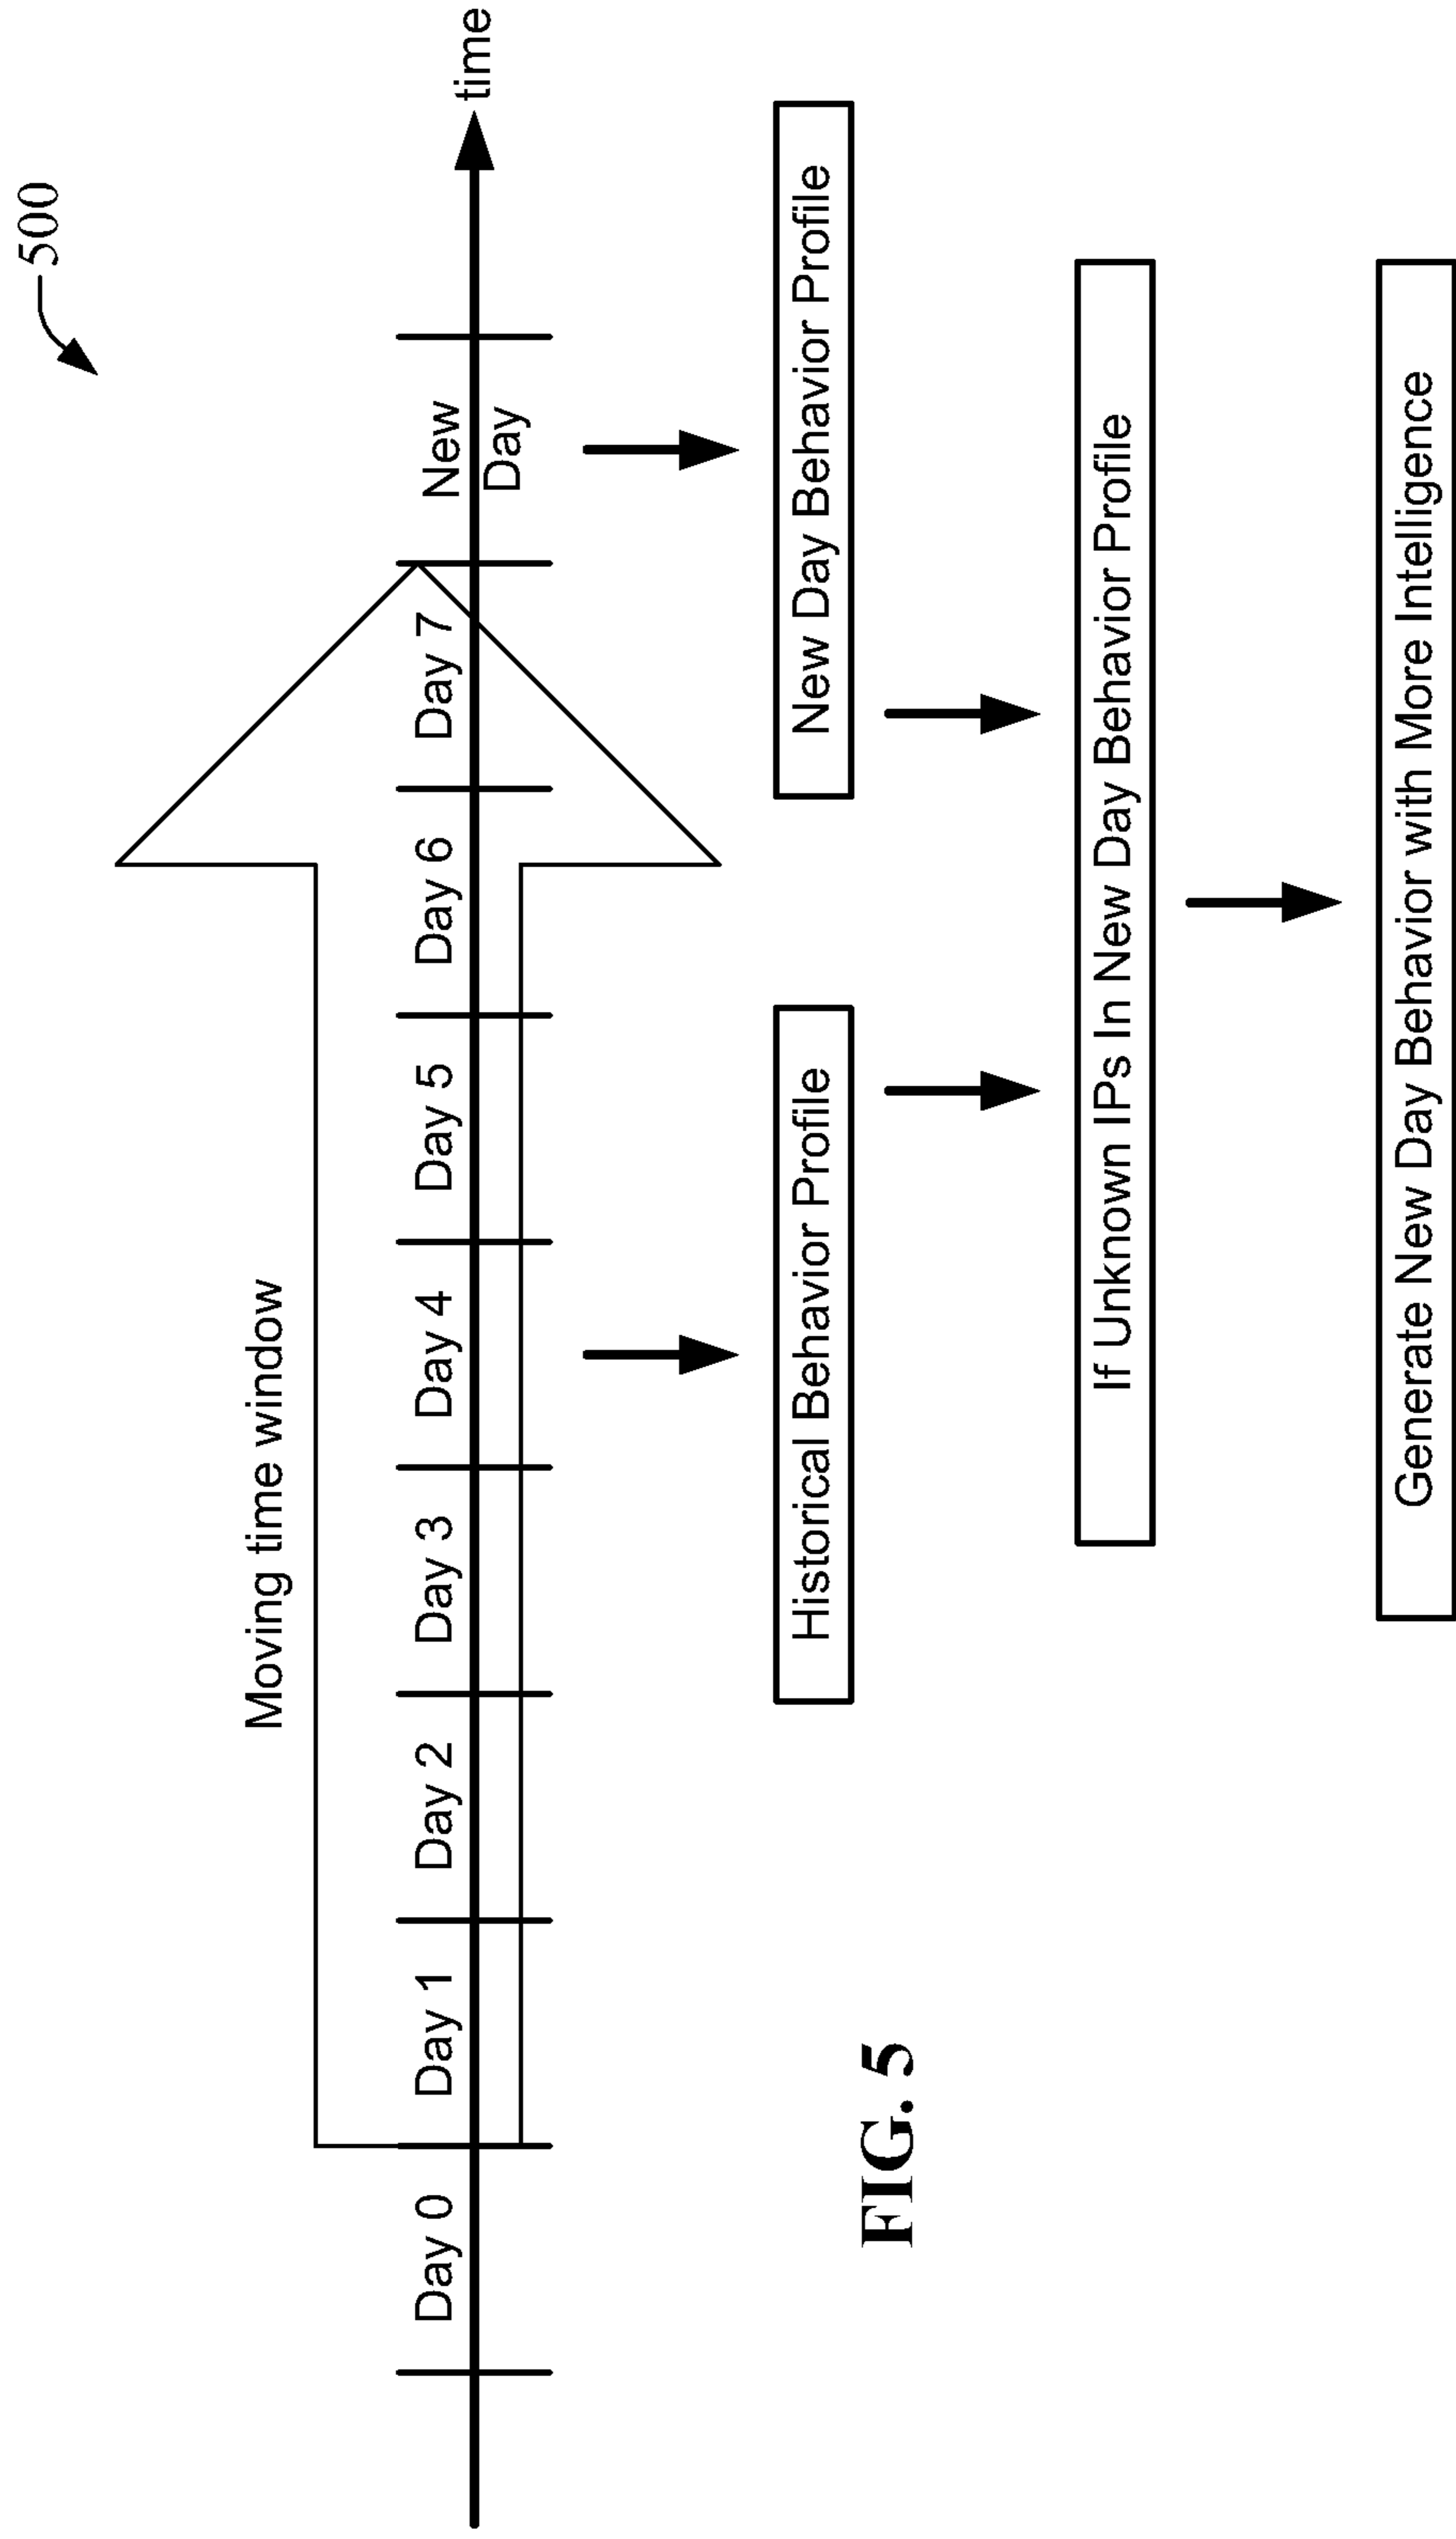 500
Moving time window
Day 0
Day 1
Day 2
Day 3
Day 4
Day 5
Day 6
Day 7
New
Day
time
Historical Behavior Profile
New Day Behavior Profile
If Unknown IPs In New Day Behavior Profile
Generate New Day Behavior with More Intelligence
FIG. 5